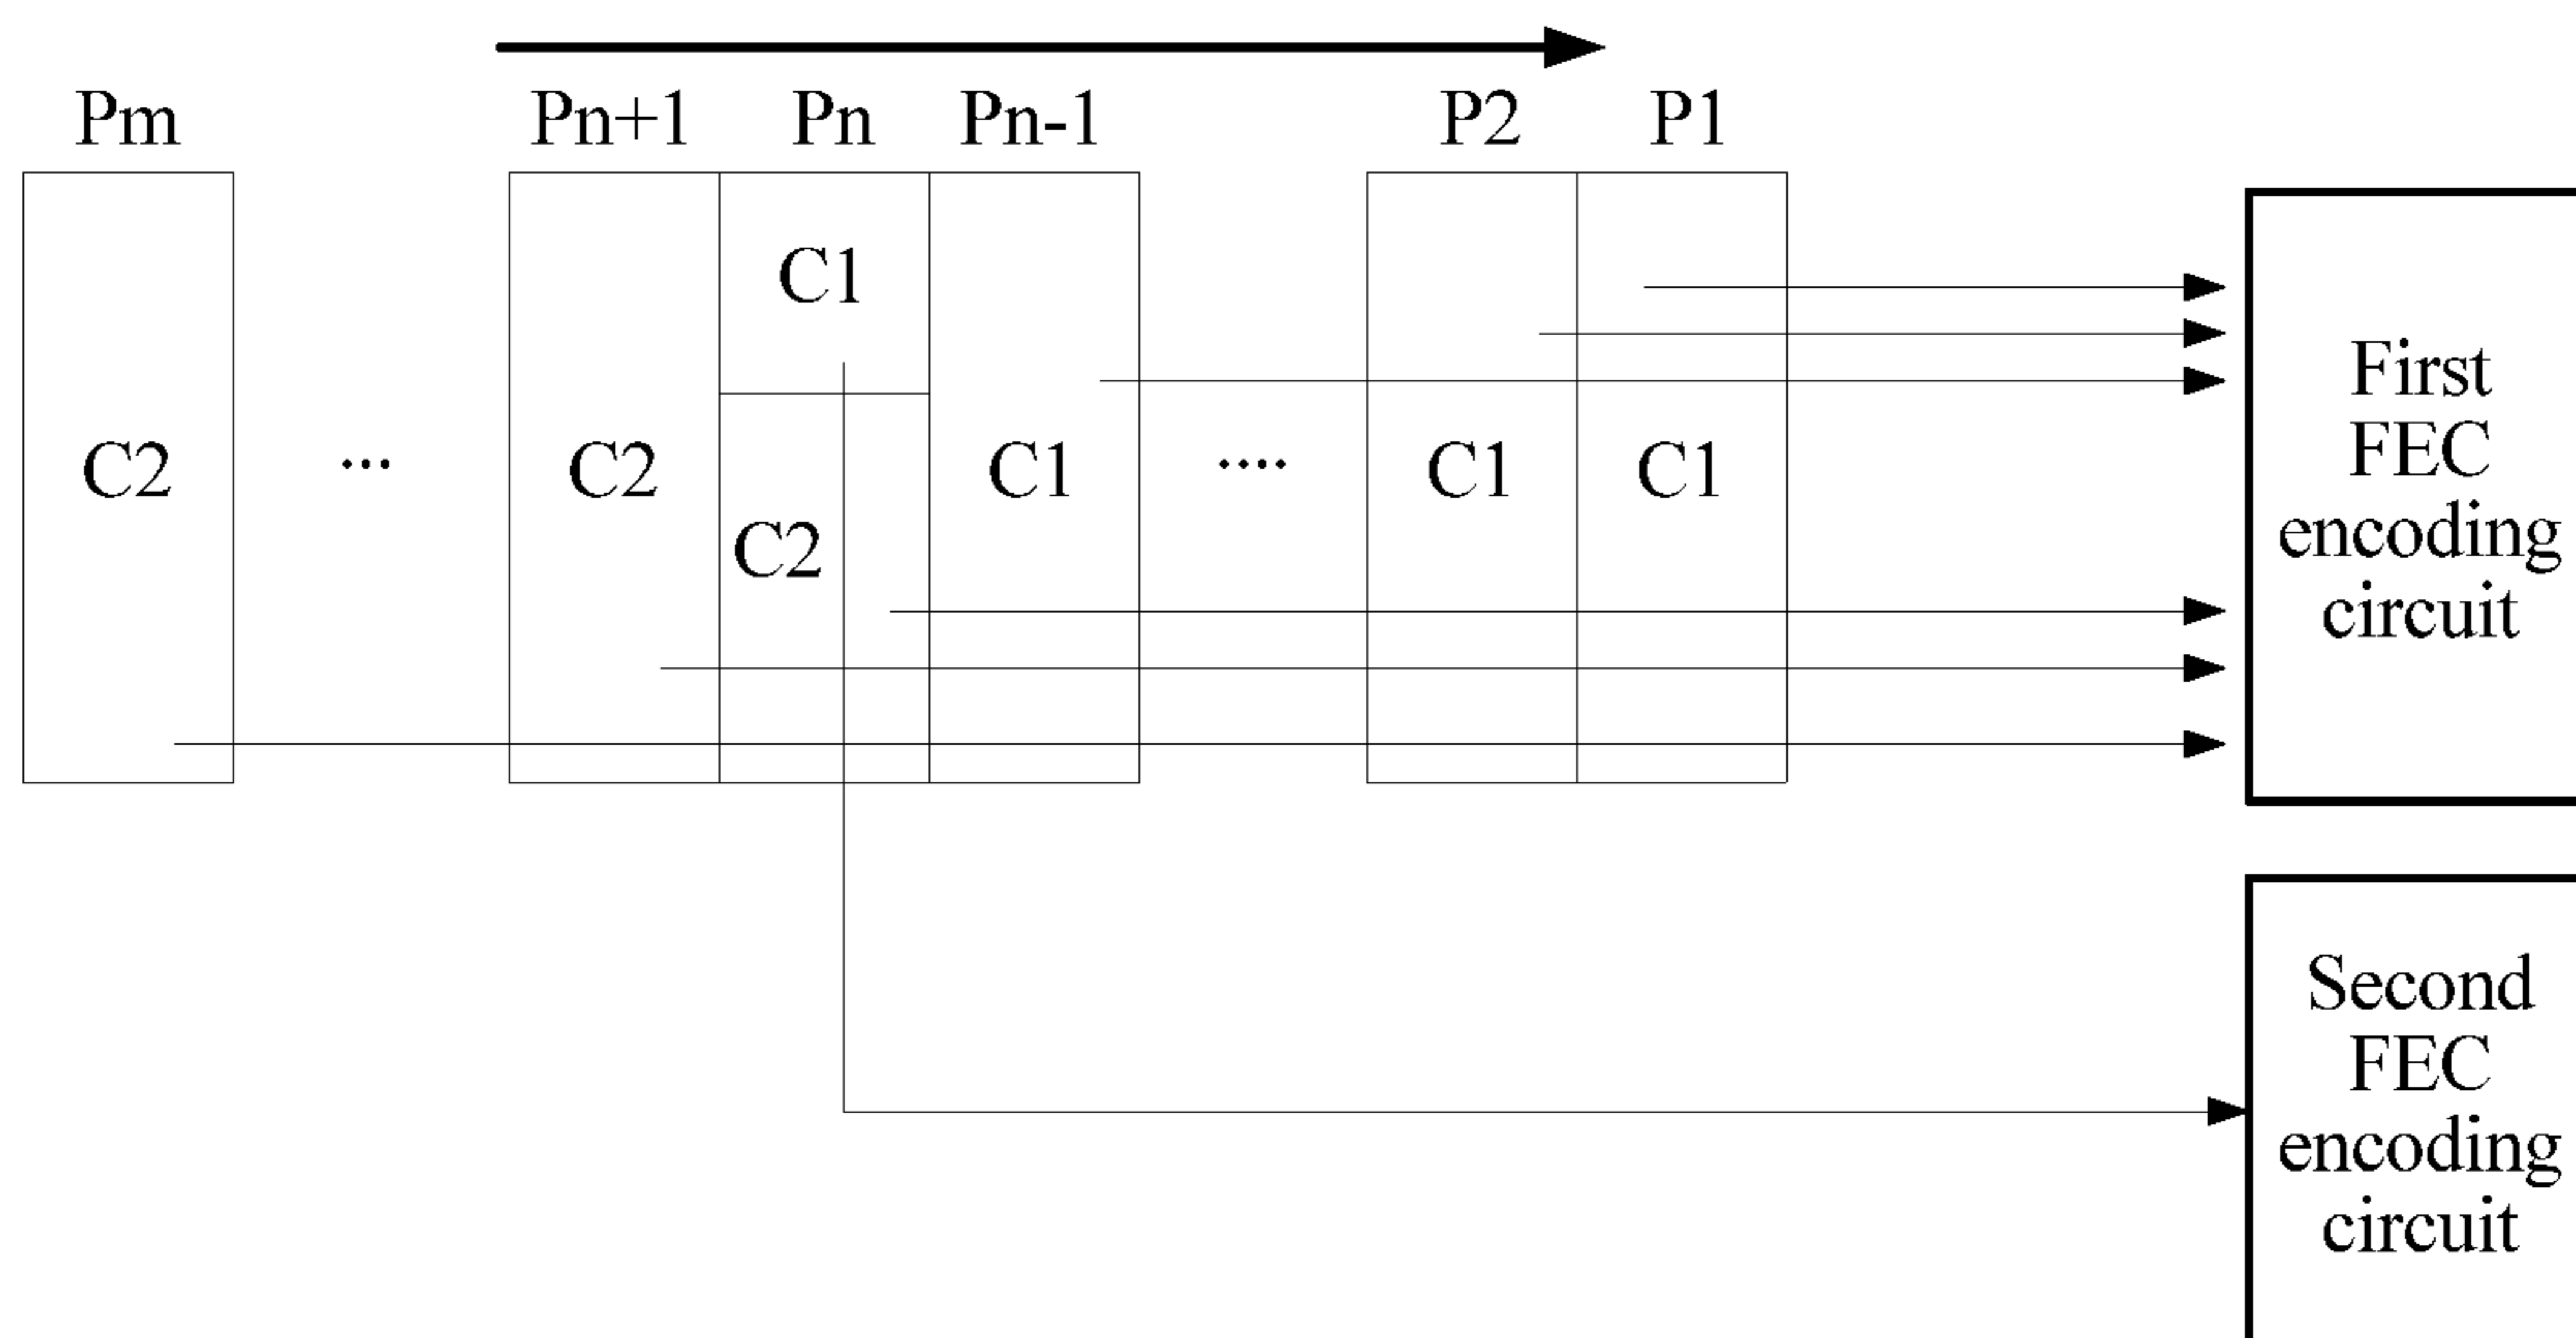 Pm Pn+1 Pn Pn-1 P2 P1
C1
C2 ... C2 C1 .... C1 C1
C2
First
FEC
encoding
circuit
Second
FEC
encoding
circuit